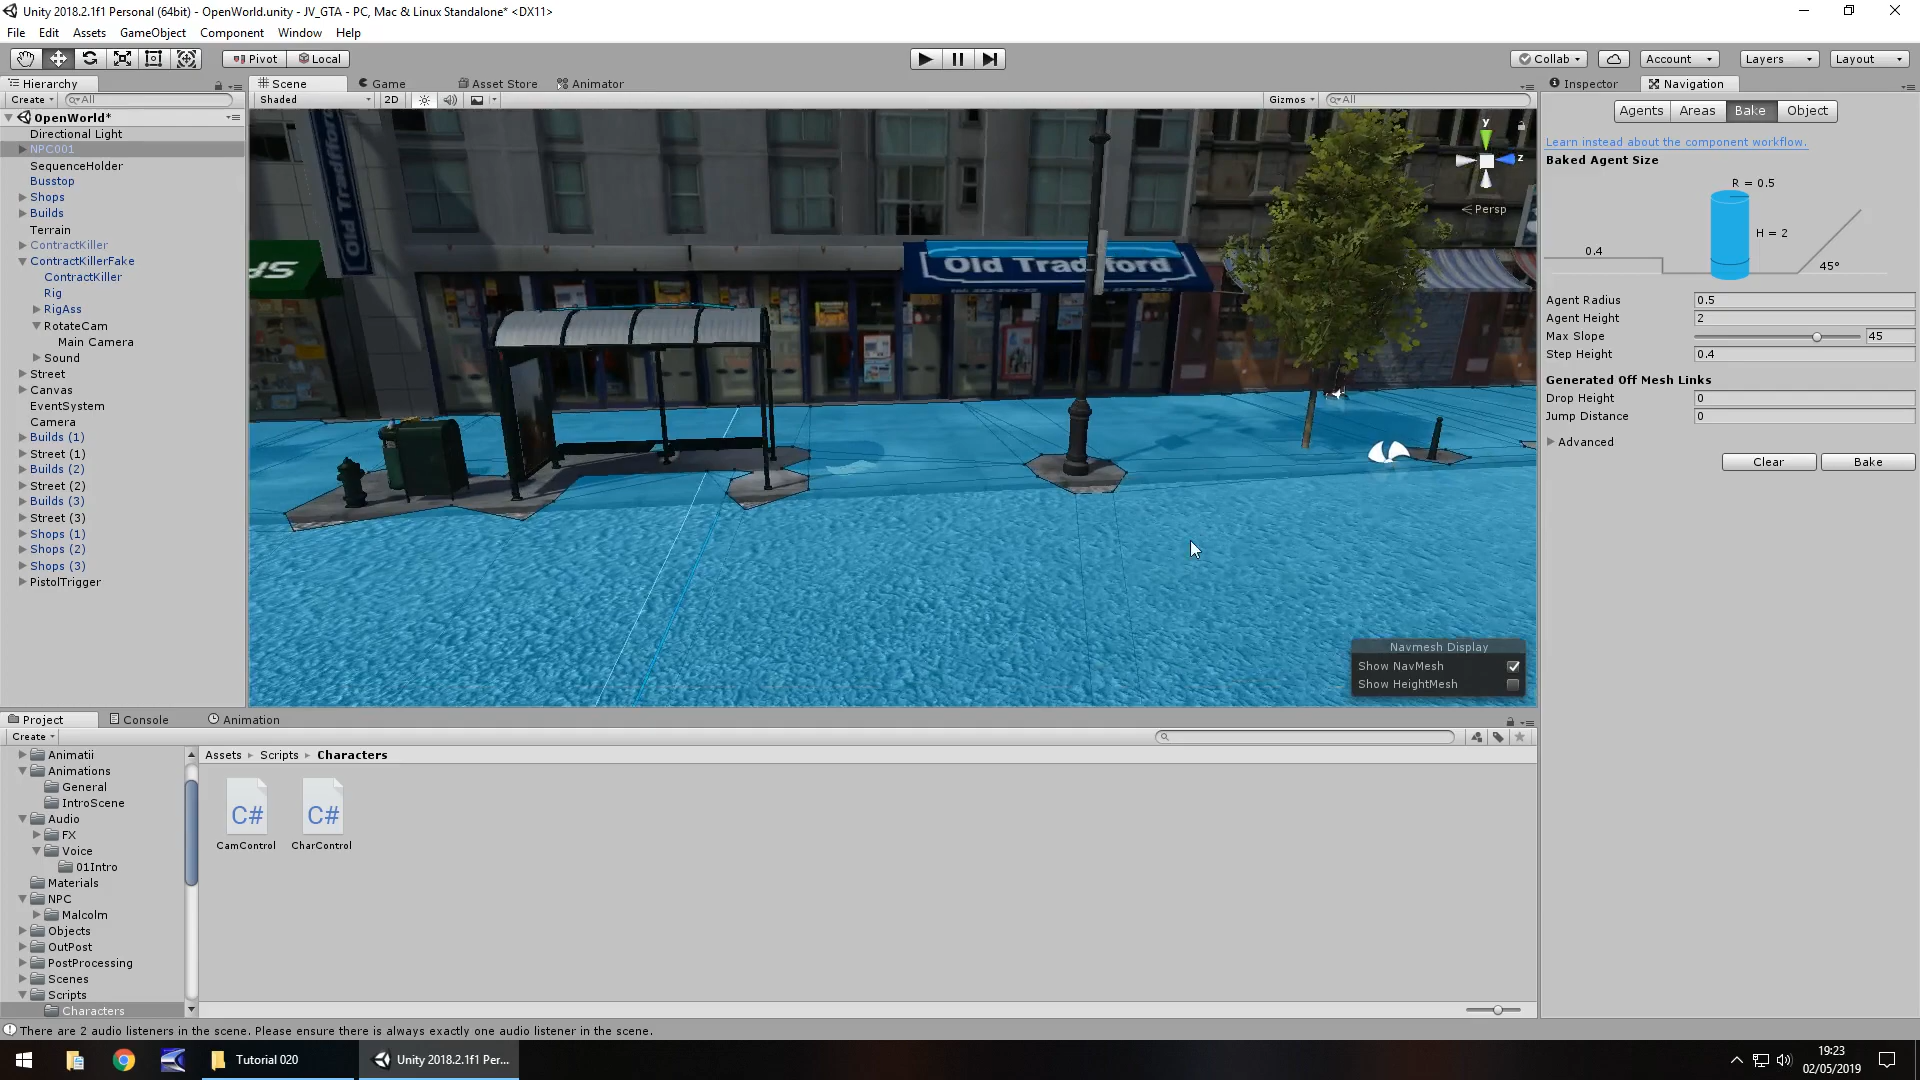 Unity 2018.2.1f1 Personal (64bit) - OpenWorld.unity - JV_GTA - PC, Mac & Linux Standalone* <DX11>
File Edit Assets GameObject Component Window Help
Pivot Local
Collab Account Layers Layout
Hierarchy
Create All
OpenWorld*
Directional Light
NPC001
SequenceHolder
Busstop
Shops
Builds
Terrain
ContractKiller
ContractKillerFake
ContractKiller
Rig
RigAss
RotateCam
Main Camera
Sound
Street
Canvas
EventSystem
Camera
Builds (1)
Street (1)
Builds (2)
Street (2)
Builds (3)
Street (3)
Shops (1)
Shops (2)
Shops (3)
PistolTrigger
Scene Game Asset Store Animator
Shaded 2D Gizmos All
Old Tradford
Old Tradford
y
z
Persp
Navmesh Display
Show NavMesh
Show HeightMesh
Inspector Navigation
Agents Areas Bake Object
Learn instead about the component workflow.
Baked Agent Size
R = 0.5
H = 2
0.4
45°
Agent Radius 0.5
Agent Height 2
Max Slope 45
Step Height 0.4
Generated Off Mesh Links
Drop Height 0
Jump Distance 0
Advanced
Clear Bake
Project Console Animation
Create
Animatii
Animations
General
IntroScene
Audio
FX
Voice
01Intro
Materials
NPC
Malcolm
Objects
OutPost
PostProcessing
Scenes
Scripts
Characters
Assets Scripts Characters
C# C#
CamControl CharControl
There are 2 audio listeners in the scene. Please ensure there is always exactly one audio listener in the scene.
Tutorial 020
Unity 2018.2.1f1 Per...
19:23
02/05/2019